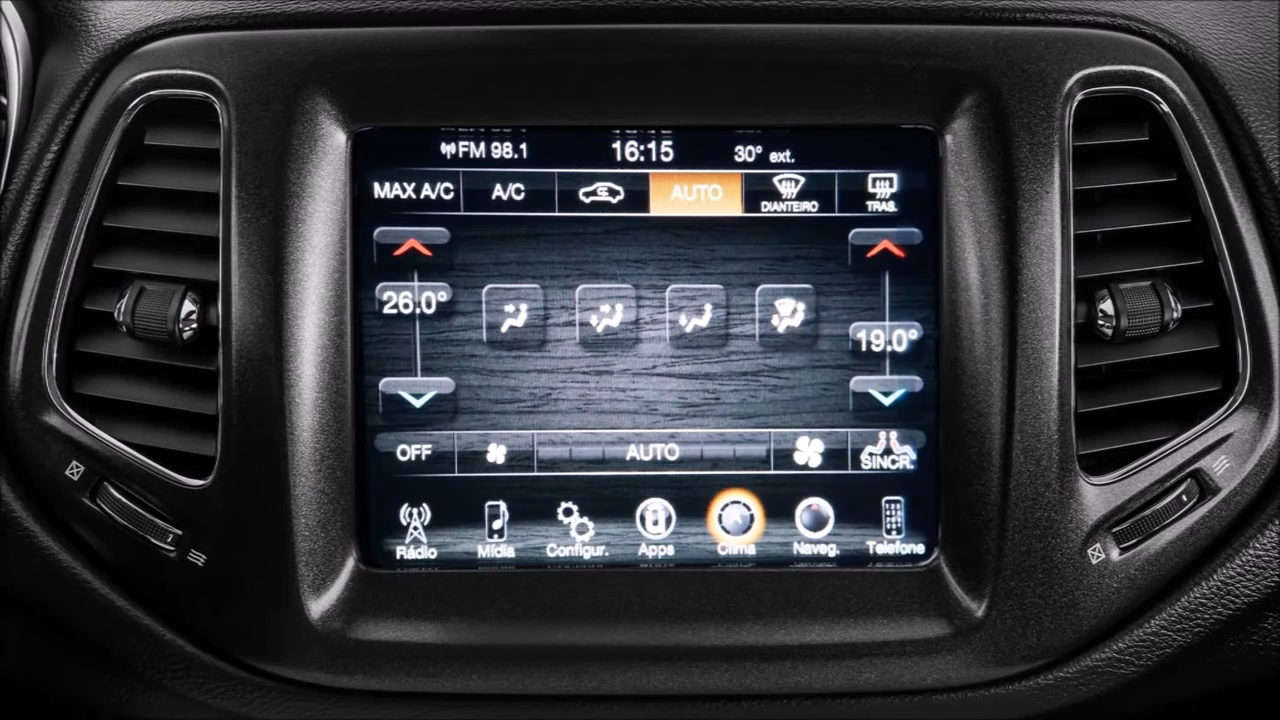 FM 98.1 16:15 30° ext.
MAX A/C A/C AUTO DIANTEIRO TRAS.
26.0° 19.0°
OFF AUTO SINCR.
Rádio Mídia Configur. Apps Clima Naveg. Telefone